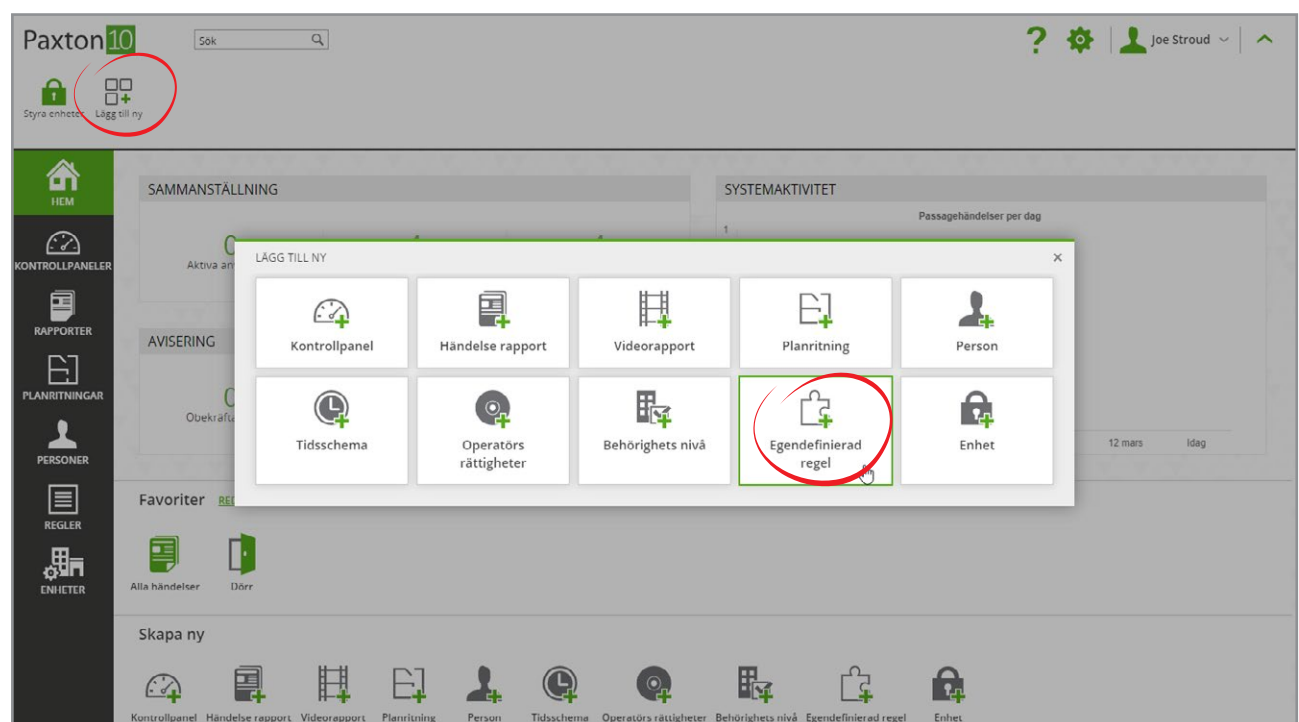 Paxton10
Sök
Joe Stroud
Styra enheter
Lägg till ny
HEM
KONTROLLPANELER
RAPPORTER
PLANRITNINGAR
PERSONER
REGLER
ENHETER
SAMMANSTÄLLNING
SYSTEMAKTIVITET
Passagehändelser per dag
1
Aktiva
AVISERING
12 mars
Idag
LÄGG TILL NY
Kontrollpanel
Händelse rapport
Videorapport
Planritning
Person
Tidsschema
Operatörs
rättigheter
Behörighets nivå
Egendefinierad
regel
Enhet
Favoriter
Alla händelser
Dörr
Skapa ny
Kontrollpanel
Händelse rapport
Videorapport
Planritning
Person
Tidsschema
Operatörs rättigheter
Behörighets nivå
Egendefinierad regel
Enhet